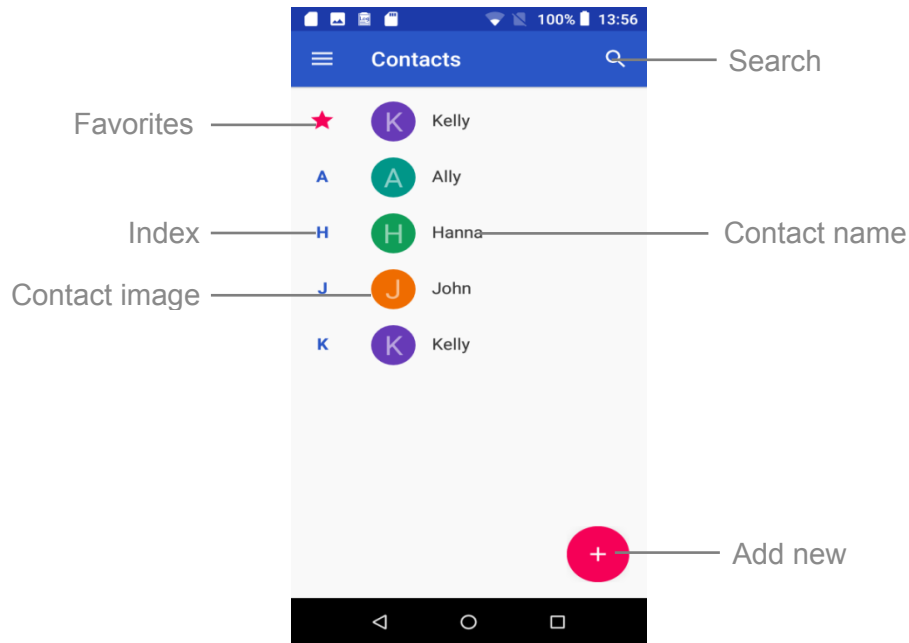 100% 13:56
Contacts
Search
Favorites
K Kelly
A A Ally
Index H H Hanna Contact name
Contact image J J John
K K Kelly
+ Add new